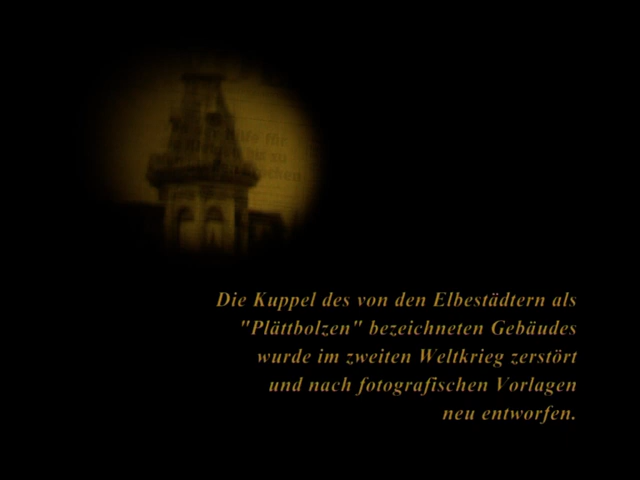 Die Kuppel des von den Elbestädtern als
"Plättbolzen" bezeichneten Gebäudes
wurde im zweiten Weltkrieg zerstört
und nach fotografischen Vorlagen
neu entworfen.